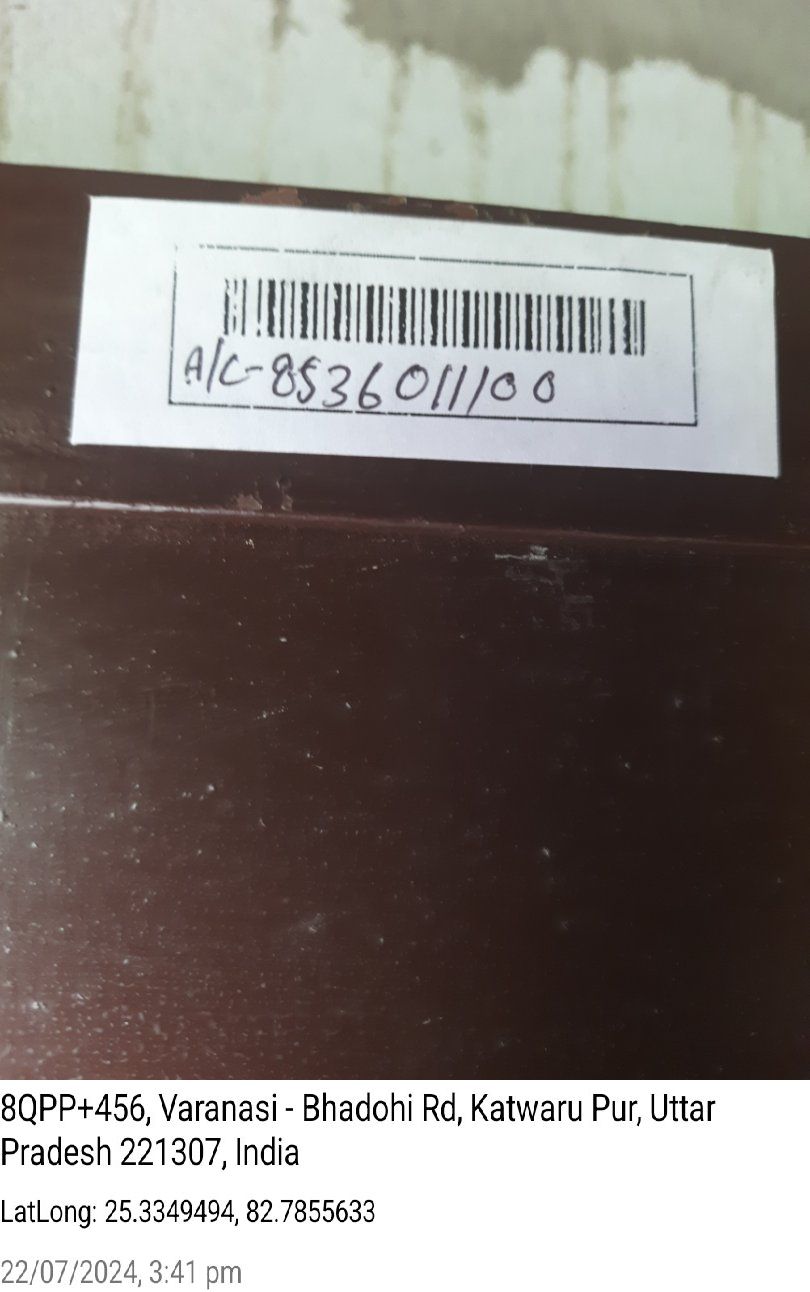 A/C-8536011100
8QPP+456, Varanasi - Bhadohi Rd, Katwaru Pur, Uttar
Pradesh 221307, India
LatLong: 25.3349494, 82.7855633
22/07/2024, 3:41 pm